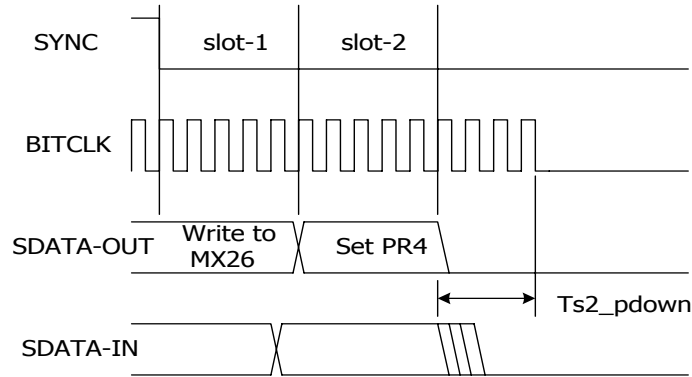 SYNC
slot-1
slot-2
BITCLK
SDATA-OUT
Write to
MX26
Set PR4
Ts2_pdown
SDATA-IN